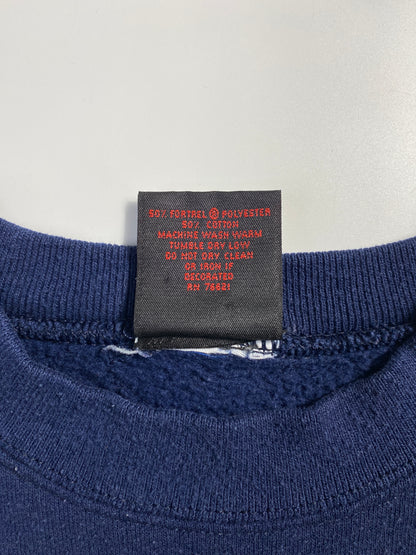 50% FORTREL ® POLYESTER
50% COTTON
MACHINE WASH WARM
TUMBLE DRY LOW
DO NOT DRY CLEAN
OR IRON IF
DECORATED
RN 76621